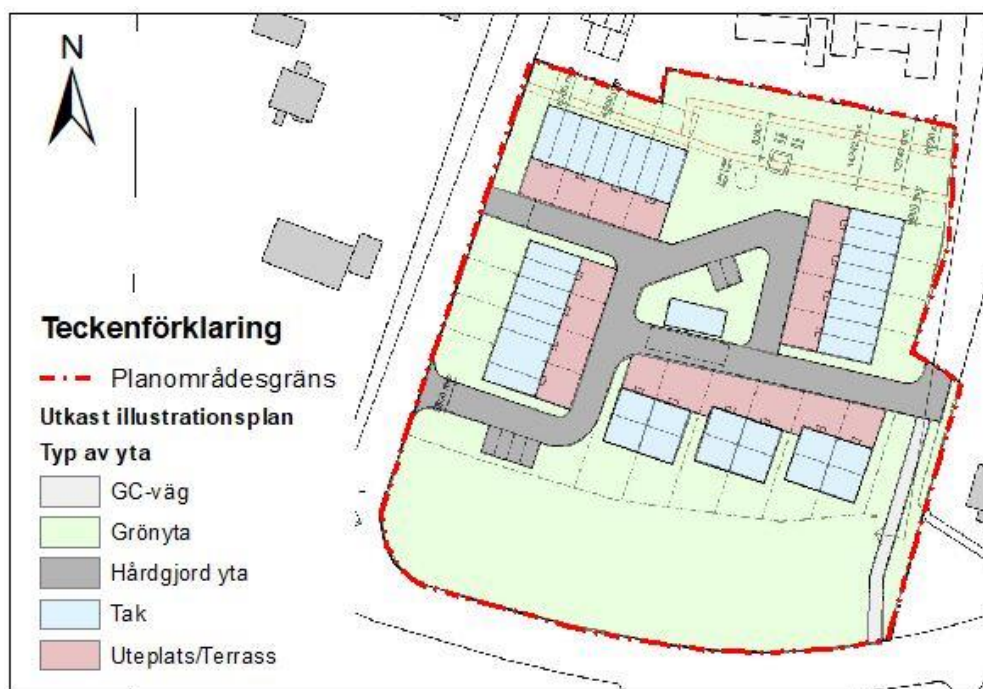 N
Teckenförklaring
Planområdesgräns
Utkast illustrationsplan
Typ av yta
GC-väg
Grönyta
Hårdgjord yta
Tak
Uteplats/Terrass